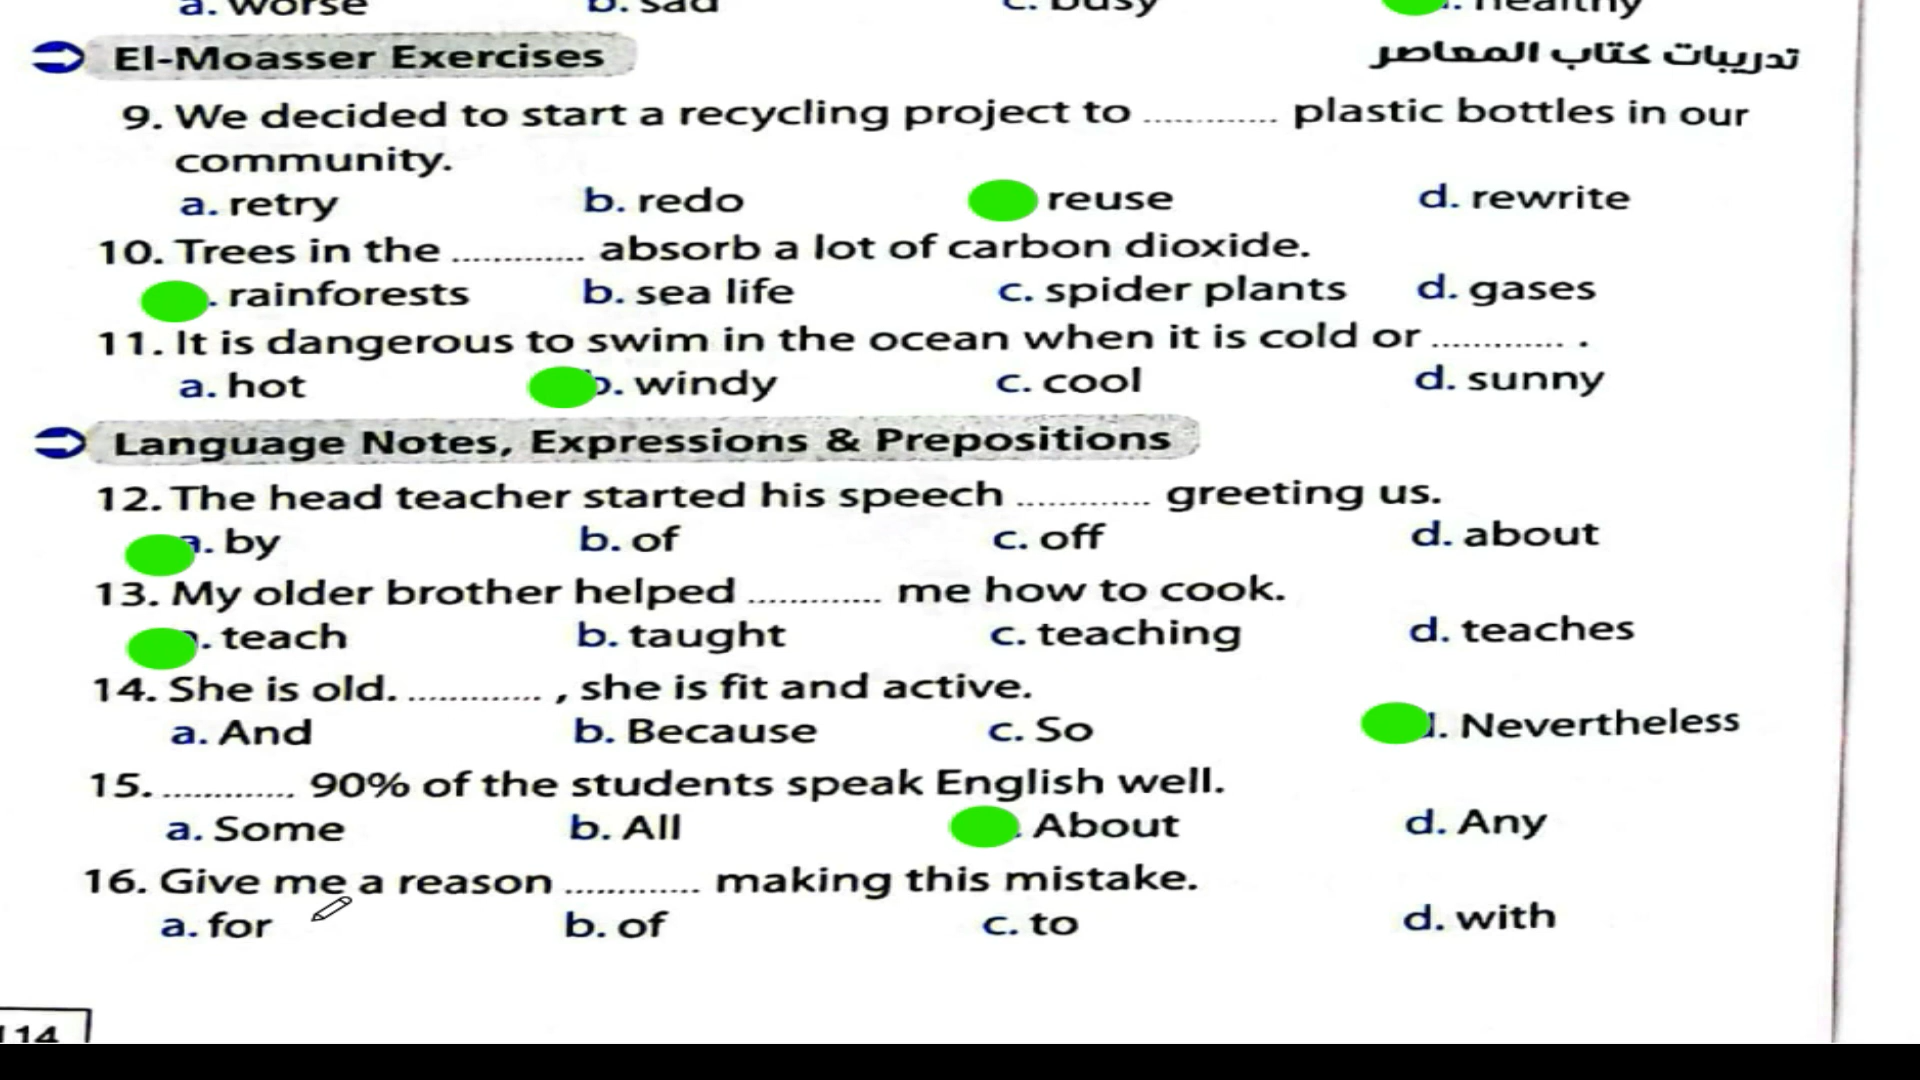 a. worse b. sad c. busy healthy
El-Moasser Exercises تدريبات كتاب المعاصر
9. We decided to start a recycling project to ............ plastic bottles in our
community.
a. retry b. redo reuse d. rewrite
10. Trees in the ............ absorb a lot of carbon dioxide.
. rainforests b. sea life c. spider plants d. gases
11. It is dangerous to swim in the ocean when it is cold or ............ .
a. hot b. windy c. cool d. sunny
Language Notes, Expressions & Prepositions
12. The head teacher started his speech ............ greeting us.
a. by b. of c. off d. about
13. My older brother helped ............ me how to cook.
. teach b. taught c. teaching d. teaches
14. She is old. ............ , she is fit and active.
a. And b. Because c. So d. Nevertheless
15. ............ 90% of the students speak English well.
a. Some b. All About d. Any
16. Give me a reason ............ making this mistake.
a. for b. of c. to d. with
114